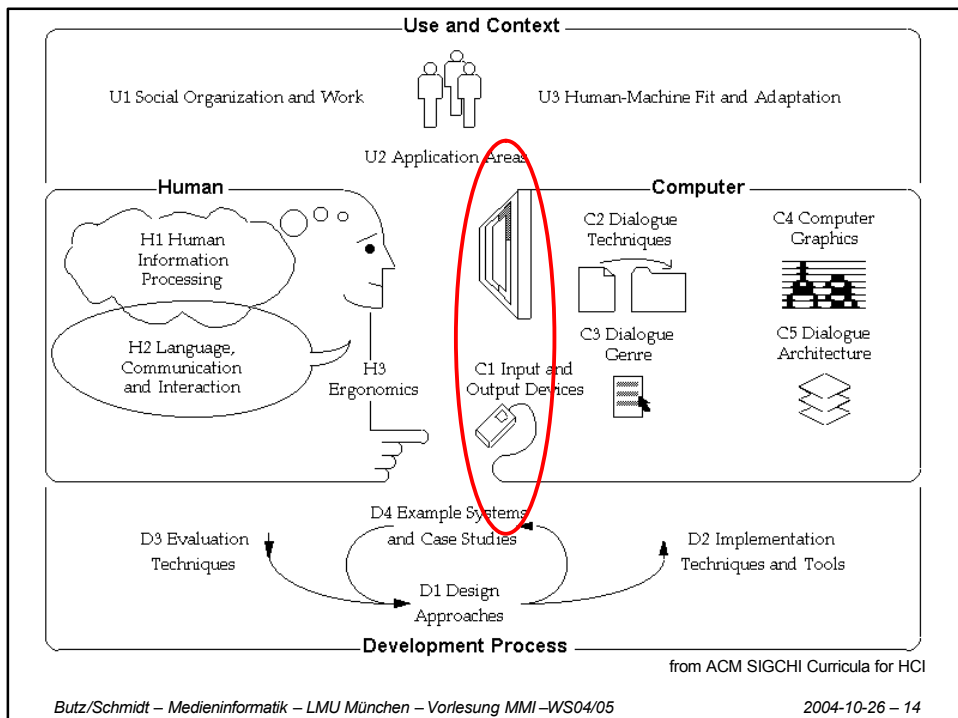 Use and Context
U1 Social Organization and Work
U3 Human-Machine Fit and Adaptation
U2 Application Areas
Human
H1 Human
Information
Processing
H2 Language,
Communication
and Interaction
H3
Ergonomics
Computer
C1 Input and
Output Devices
C2 Dialogue
Techniques
C3 Dialogue
Genre
C4 Computer
Graphics
C5 Dialogue
Architecture
D3 Evaluation
Techniques
D4 Example Systems
and Case Studies
D1 Design
Approaches
D2 Implementation
Techniques and Tools
Development Process
from ACM SIGCHI Curricula for HCI
Butz/Schmidt – Medieninformatik – LMU München – Vorlesung MMI –WS04/05
2004-10-26 – 14